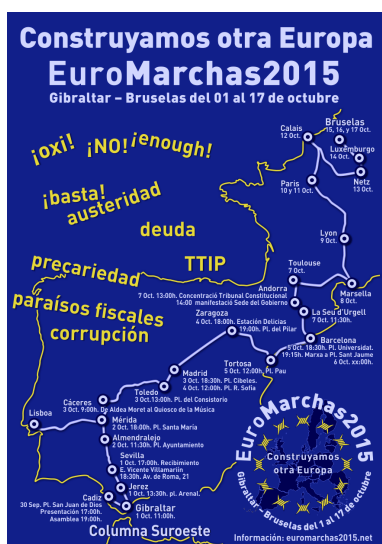 Construyamos otra Europa
EuroMarchas2015
Gibraltar – Bruselas del 01 al 17 de octubre
¡oxi! ¡NO! ¡enough!
¡basta!
austeridad
deuda
TTIP
precariedad
paraísos fiscales
corrupción
Bruselas
15, 16, y 17 Oct.
Calais
12 Oct.
Luxemburgo
14 Oct.
Netz
13 Oct.
Paris
10 y 11 Oct.
Lyon
9 Oct.
Toulouse
7 Oct.
Marsella
8 Oct.
Andorra
7 Oct. 13:00h. Concentració Tribunal Constitucional
14:00 manifestació Sede del Gobierno
La Seu d'Urgell
7 Oct. 11:30h.
Zaragoza
4 Oct. 18:00h. Estación Delicias
19:00h. Pl. del Pilar
Barcelona
5 Oct. 18:30h. Pl. Universitat.
19:15h. Marxa a Pl. Sant Jaume
6 Oct. xx:00h.
Tortosa
5 Oct. 12:00h. Pl. Pau
Madrid
3 Oct. 18:30h. Pl. Cibeles.
4 Oct. 12:00h. Pl. R. Sofía
Toledo
3 Oct.13:00h. Pl. del Consistorio
Cáceres
3 Oct. 9:00h. De Aldea Moret al Quiosco de la Música
Lisboa
Mérida
2 Oct. 18:00h. Pl. Santa María
Almendralejo
2 Oct. 11:30h. Pl. Ayuntamiento
Sevilla
1 Oct. 17:00h. Recibimiento
E. Vicente Villamarín
18:30h. Av. de Roma, 21
Jerez
1 Oct. 13:30h. pl. Arenal.
Cadiz
30 Sep. Pl. San Juan de Dios
Presentación 17:00h.
Asamblea 19:00h.
Gibraltar
1 Oct. 11:00h.
Columna Suroeste
EuroMarchas2015
Construyamos
otra Europa
Gibraltar – Bruselas del 1 al 17 de octubre
Información: euromarchas2015.net